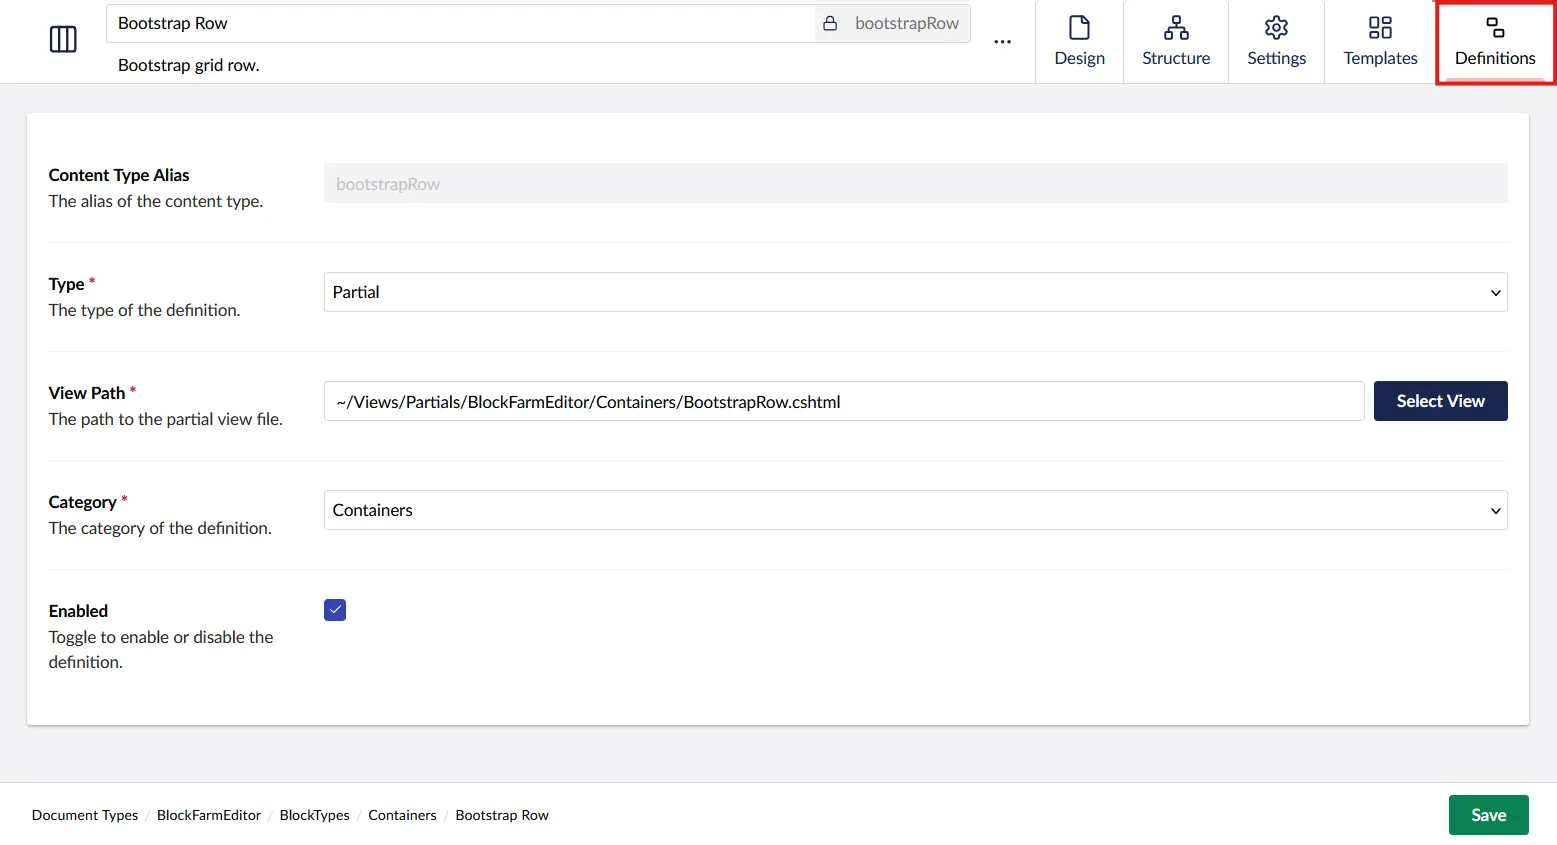 Bootstrap Row
bootstrapRow
...
Bootstrap grid row.
Design
Structure
Settings
Templates
Definitions
Content Type Alias
The alias of the content type.
bootstrapRow
Type *
The type of the definition.
Partial
View Path *
The path to the partial view file.
~/Views/Partials/BlockFarmEditor/Containers/BootstrapRow.cshtml
Select View
Category *
The category of the definition.
Containers
Enabled
Toggle to enable or disable the
definition.
Document Types / BlockFarmEditor / BlockTypes / Containers / Bootstrap Row
Save